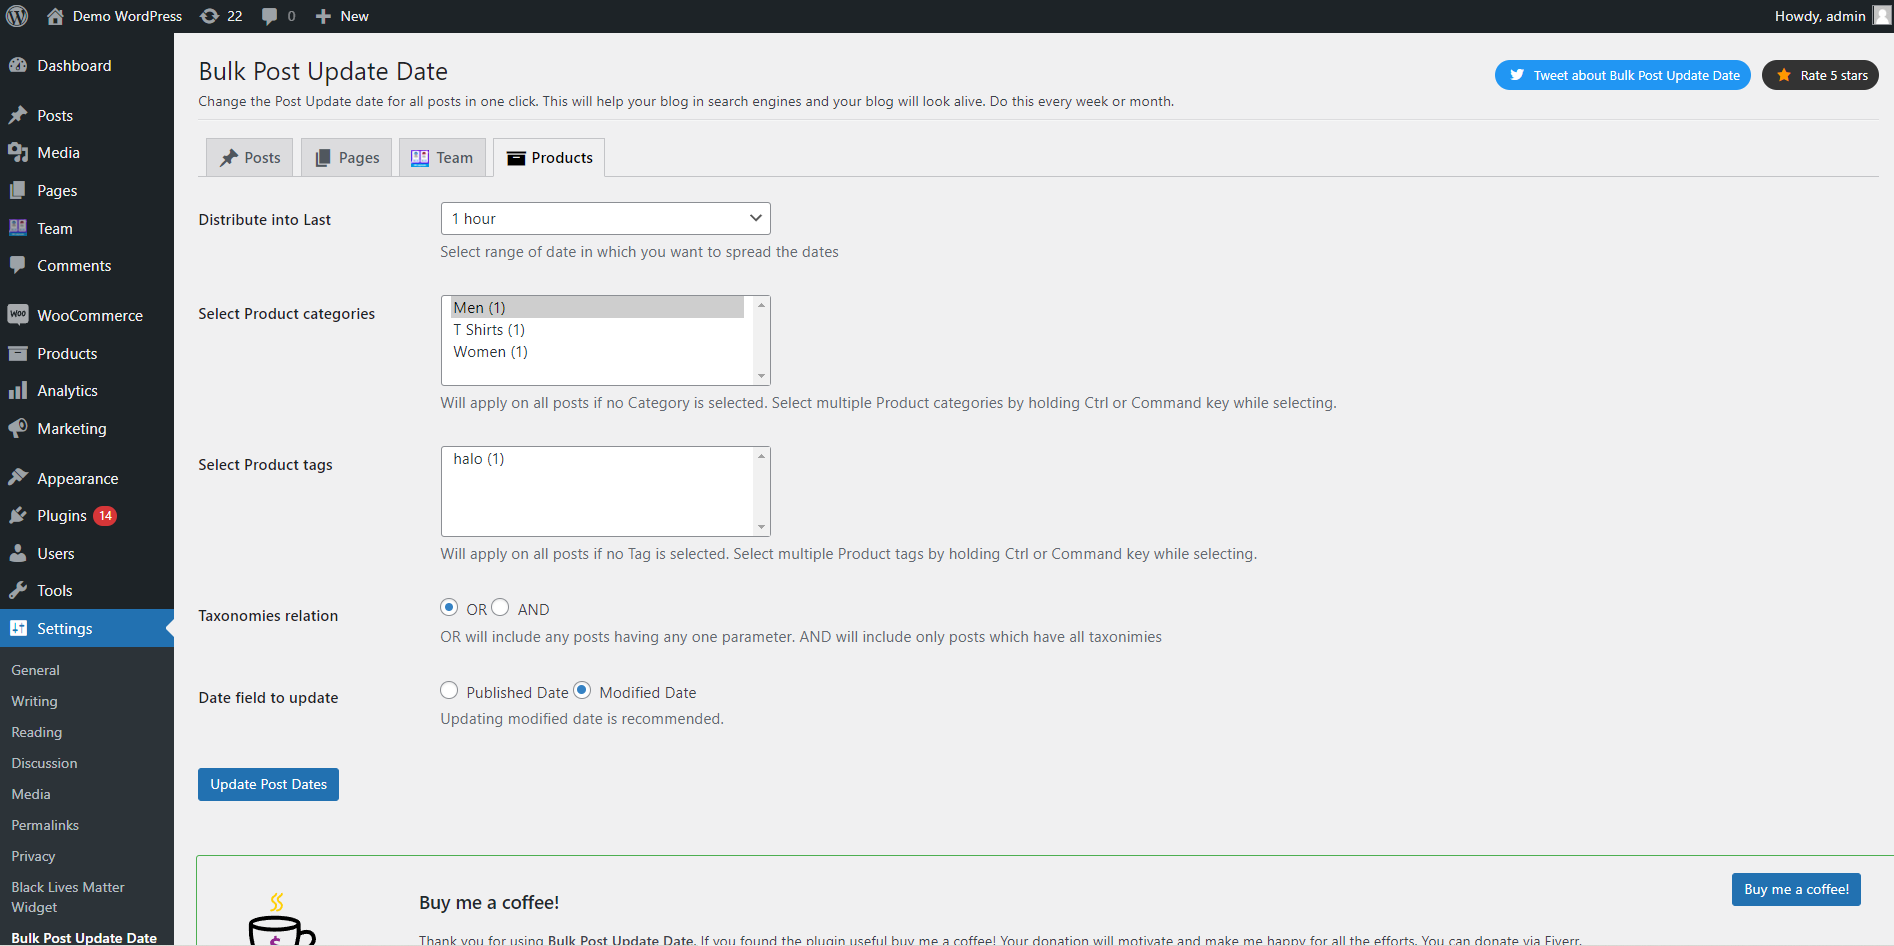 Demo WordPress 22 0 New Howdy, admin
Dashboard
Posts
Media
Pages
Team
Comments
WooCommerce
Products
Analytics
Marketing
Appearance
Plugins 14
Users
Tools
Settings
General
Writing
Reading
Discussion
Media
Permalinks
Privacy
Black Lives Matter
Widget
Bulk Post Update Date
Bulk Post Update Date
Tweet about Bulk Post Update Date Rate 5 stars
Change the Post Update date for all posts in one click. This will help your blog in search engines and your blog will look alive. Do this every week or month.
Posts Pages Team Products
Distribute into Last 1 hour
Select range of date in which you want to spread the dates
Select Product categories
Men (1)
T Shirts (1)
Women (1)
Will apply on all posts if no Category is selected. Select multiple Product categories by holding Ctrl or Command key while selecting.
Select Product tags
halo (1)
Will apply on all posts if no Tag is selected. Select multiple Product tags by holding Ctrl or Command key while selecting.
Taxonomies relation OR AND
OR will include any posts having any one parameter. AND will include only posts which have all taxonimies
Date field to update Published Date Modified Date
Updating modified date is recommended.
Update Post Dates
Buy me a coffee!
Buy me a coffee!
Thank you for using Bulk Post Update Date. If you found the plugin useful buy me a coffee! Your donation will motivate and make me happy for all the efforts. You can donate via Fiverr.